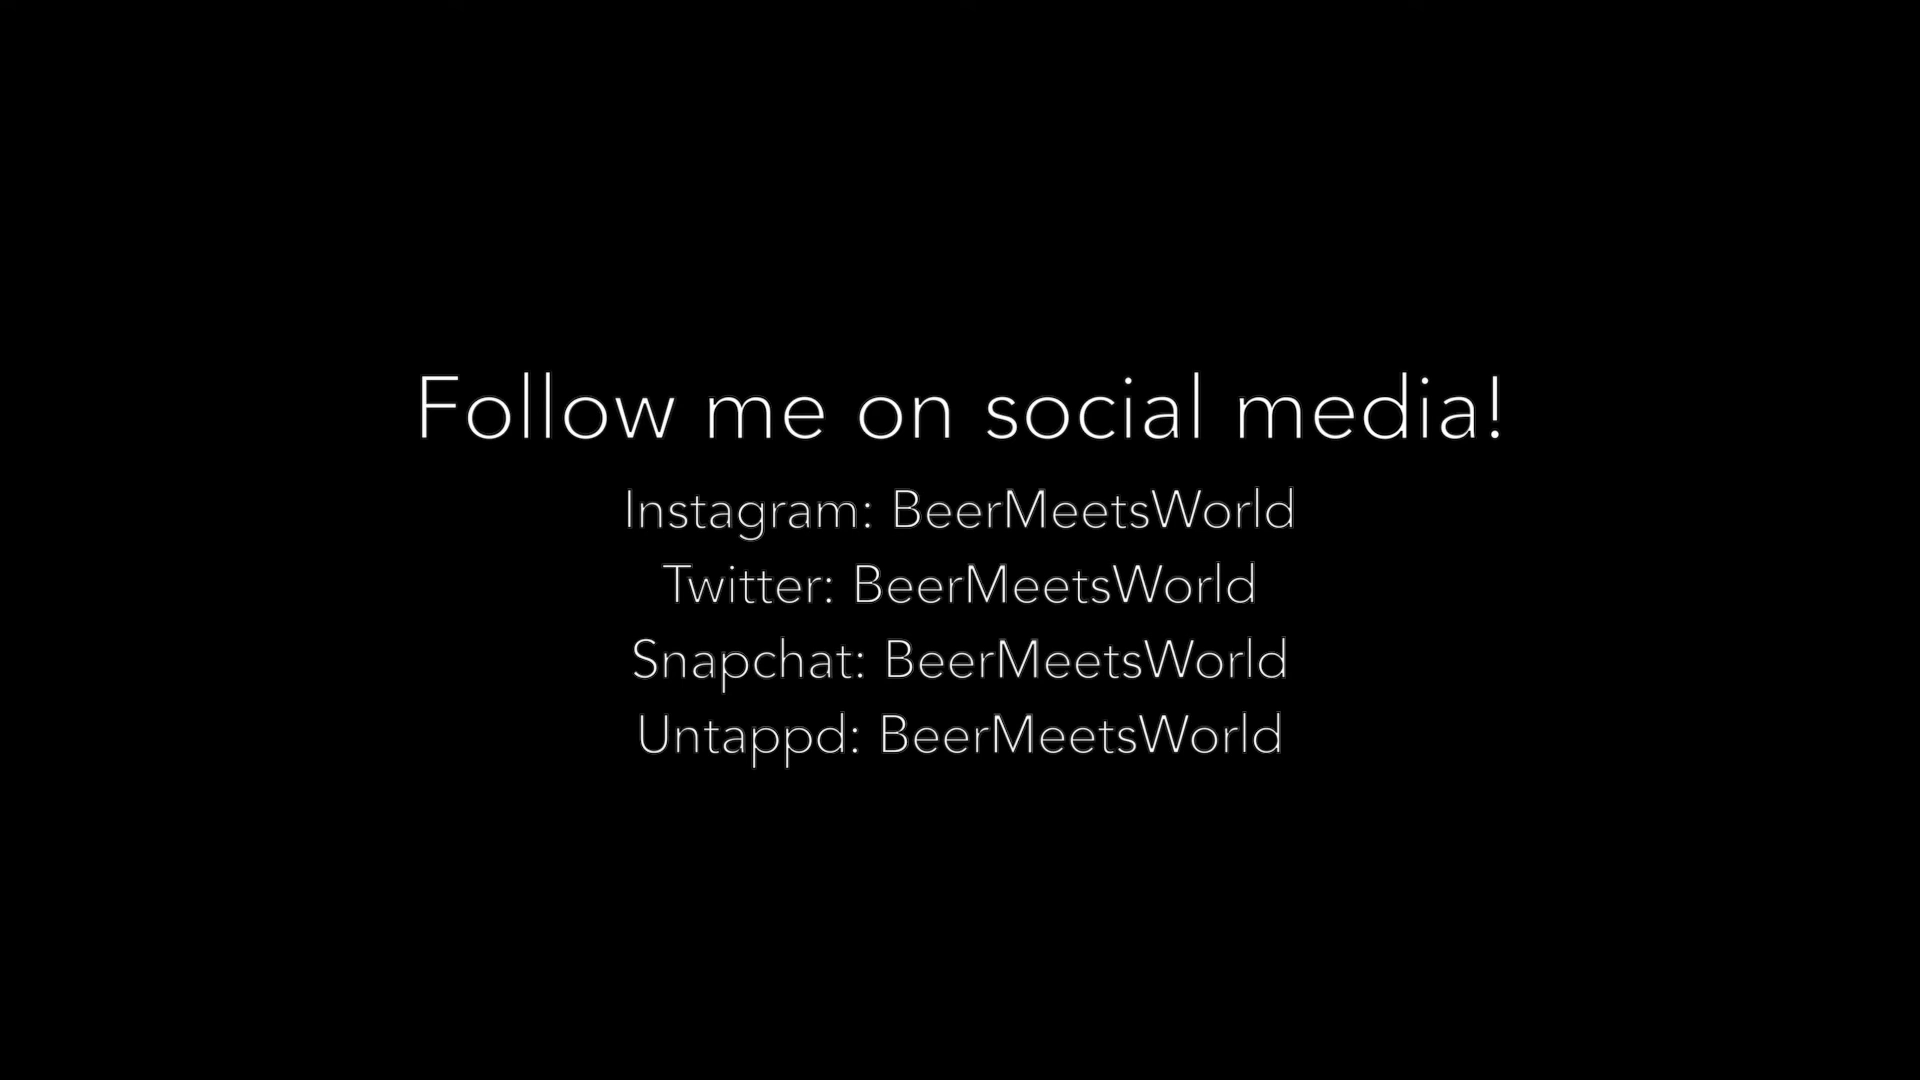 Follow me on social media!
Instagram: BeerMeetsWorld
Twitter: BeerMeetsWorld
Snapchat: BeerMeetsWorld
Untappd: BeerMeetsWorld